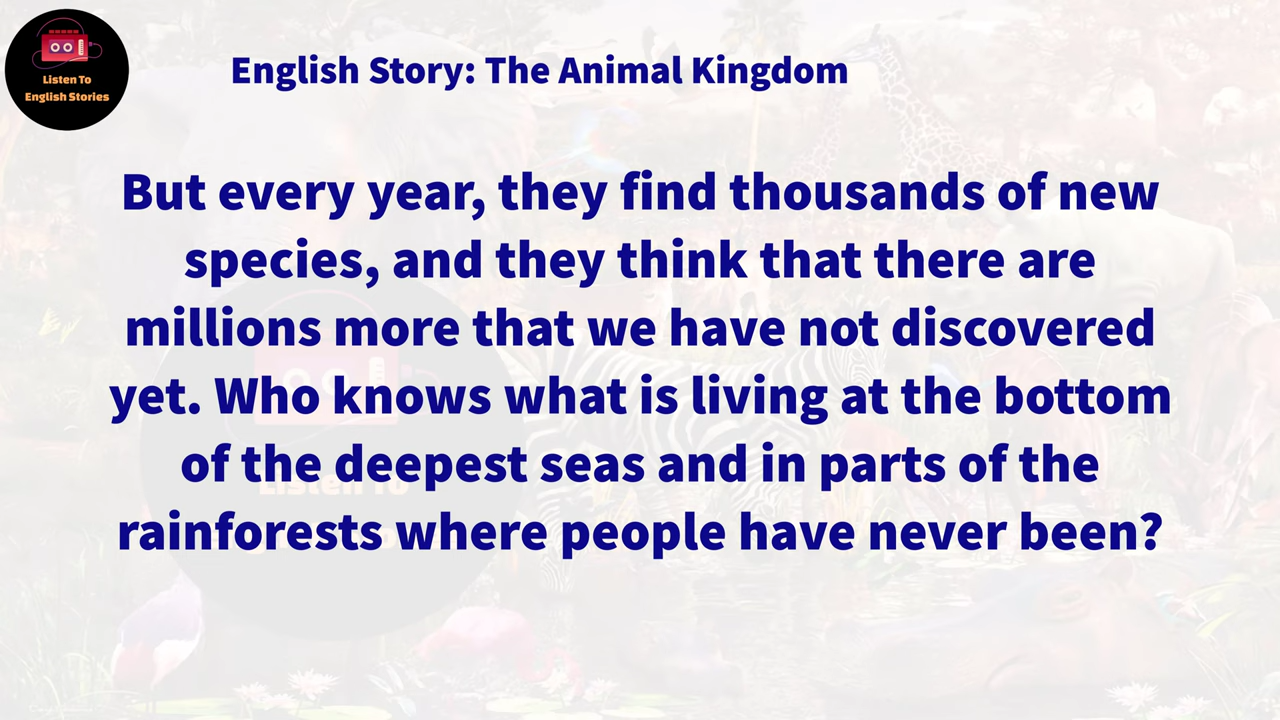 Listen To
English Stories
English Story: The Animal Kingdom
But every year, they find thousands of new
species, and they think that there are
millions more that we have not discovered
yet. Who knows what is living at the bottom
of the deepest seas and in parts of the
rainforests where people have never been?
Listen To